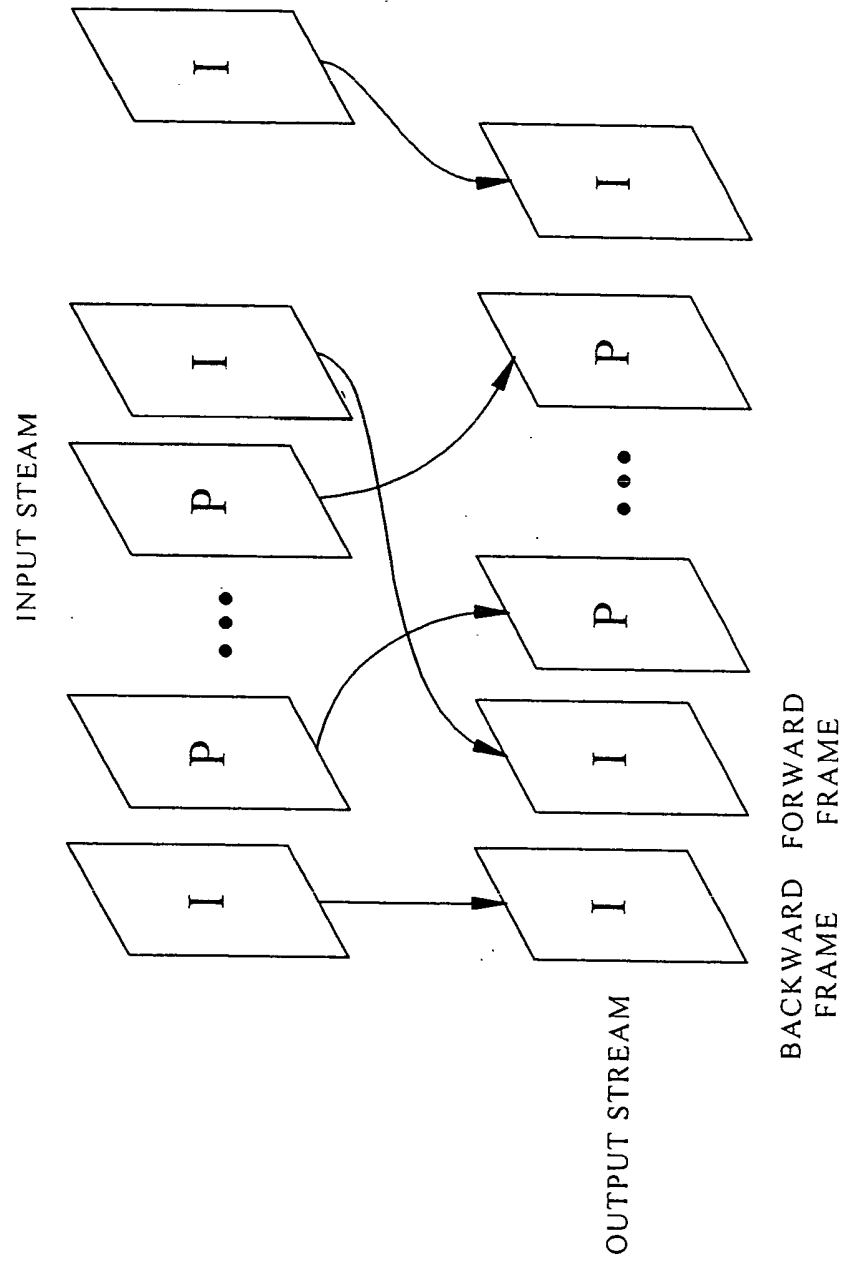 INPUT STEAM
I P ••• P I I
OUTPUT STREAM I I P ••• P I
BACKWARD FRAME
FORWARD FRAME